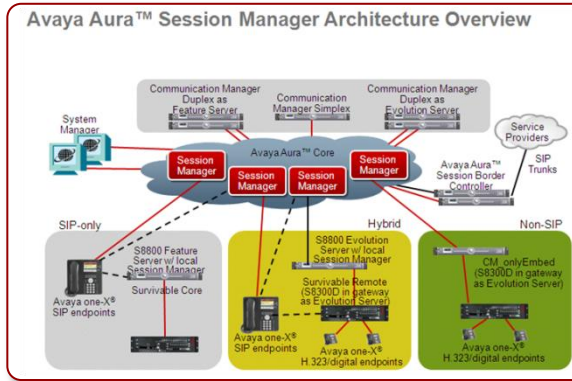 Avaya Aura™ Session Manager Architecture Overview
Communication Manager
Duplex as
Feature Server
Communication
Manager Simplex
Communication Manager
Duplex as
Evolution Server
System
Manager
Service
Providers
Avaya Aura™ Core
Session
Manager
Session
Manager
Session
Manager
Session
Manager
Avaya Aura™
Session Border
Controller
SIP
Trunks
SIP-only
S8800 Feature
Server w/ local
Session Manager
Survivable Core
Avaya one-X®
SIP endpoints
Hybrid
S8800 Evolution
Server w/ local
Session Manager
Survivable Remote
(S8300D in gateway
as Evolution Server)
Avaya one-X®
SIP endpoints
Avaya one-X®
H.323/digital endpoints
Non-SIP
CM_onlyEmbed
(S8300D in gateway
as Evolution Server)
Avaya one-X®
H.323/digital endpoints